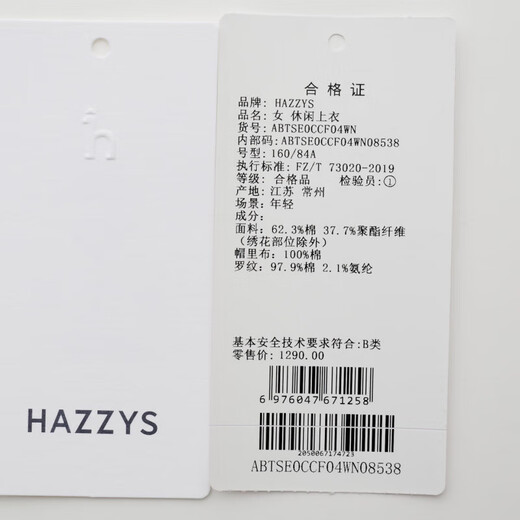 HAZZYS
合格证
品牌: HAZZYS
品名: 女 休闲上衣
货号: ABTSE0CCF04WN
内部码: ABTSE0CCF04WN08538
号型: 160/84A
执行标准: FZ/T 73020-2019
等级: 合格品 检验员: ①
产地: 江苏 常州
场景: 年轻
成分:
面料: 62.3%棉 37.7%聚酯纤维
(绣花部位除外)
帽里布: 100%棉
罗纹: 97.9%棉 2.1%氨纶
基本安全技术要求符合:B类
零售价: 1290.00
6 976047 671258
2050067174723
ABTSE0CCF04WN08538